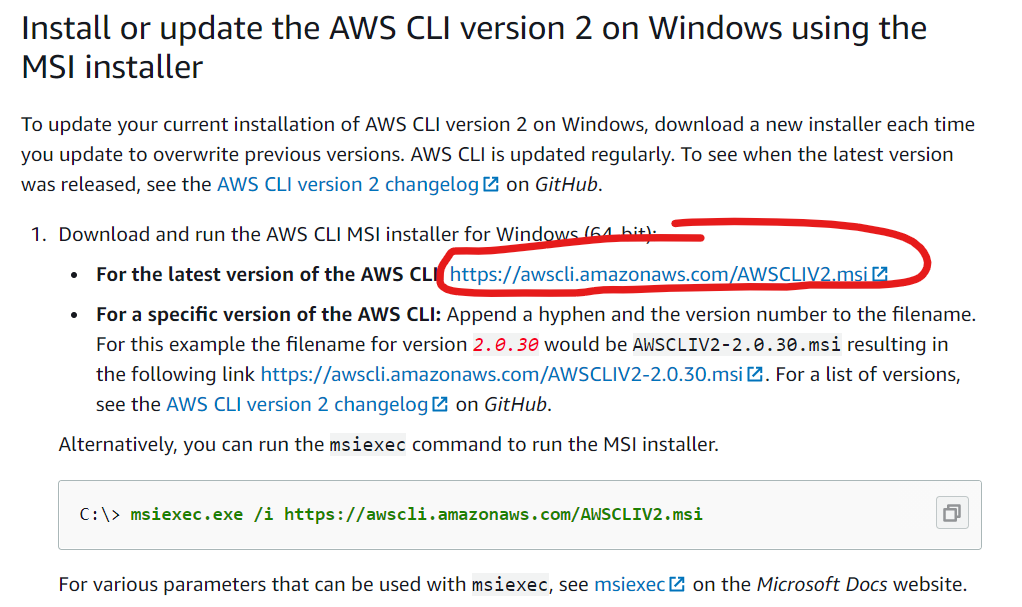 Install or update the AWS CLI version 2 on Windows using the
MSI installer
To update your current installation of AWS CLI version 2 on Windows, download a new installer each time
you update to overwrite previous versions. AWS CLI is updated regularly. To see when the latest version
was released, see the AWS CLI version 2 changelog on GitHub.
1. Download and run the AWS CLI MSI installer for Windows (64-bit):
• For the latest version of the AWS CLI https://awscli.amazonaws.com/AWSCLIV2.msi
• For a specific version of the AWS CLI: Append a hyphen and the version number to the filename.
For this example the filename for version 2.0.30 would be AWSCLIV2-2.0.30.msi resulting in
the following link https://awscli.amazonaws.com/AWSCLIV2-2.0.30.msi. For a list of versions,
see the AWS CLI version 2 changelog on GitHub.
Alternatively, you can run the msiexec command to run the MSI installer.
C:\> msiexec.exe /i https://awscli.amazonaws.com/AWSCLIV2.msi
For various parameters that can be used with msiexec, see msiexec on the Microsoft Docs website.